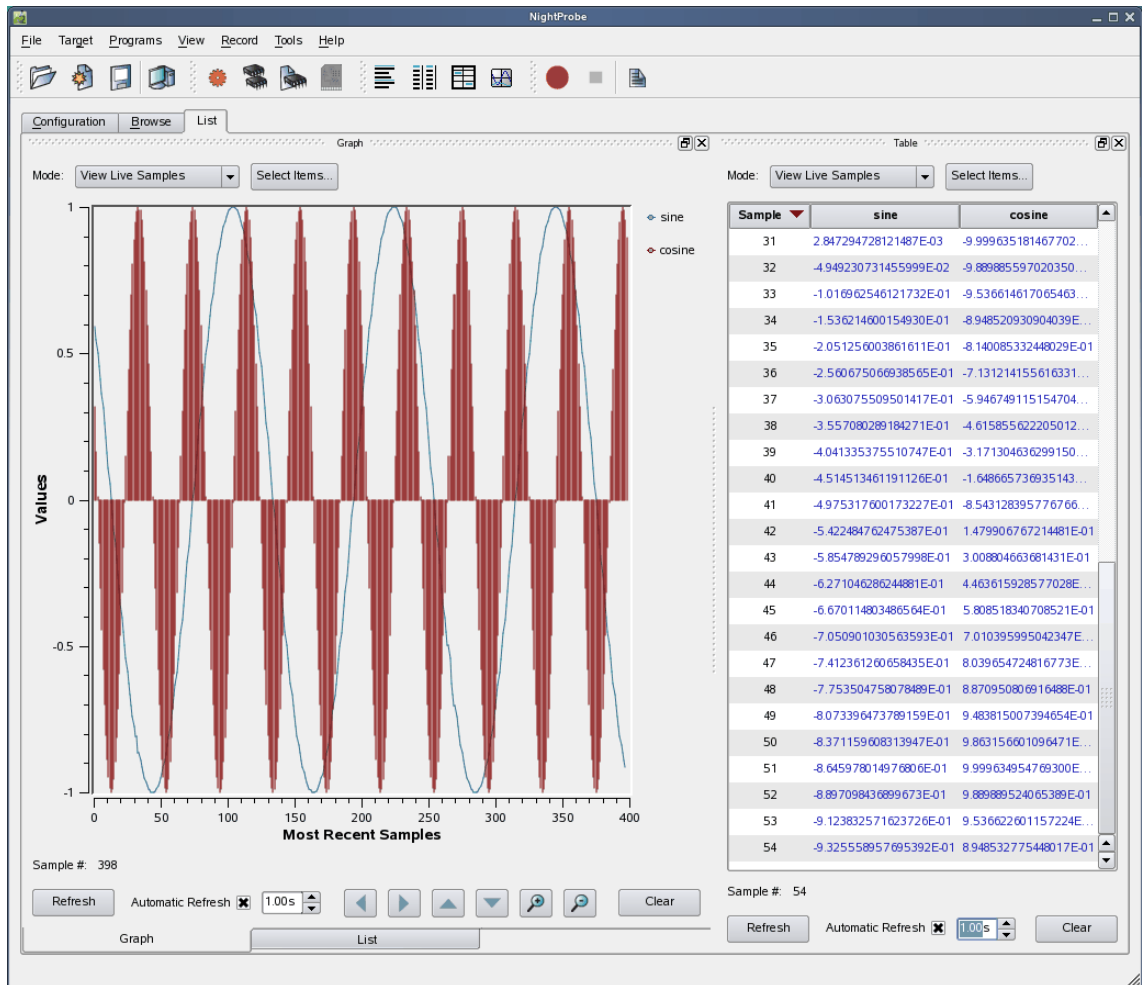 NightProbe
File Target Programs View Record Tools Help
Configuration Browse List
Graph
Mode: View Live Samples Select Items...
1
0.5
0
-0.5
-1
Values
0 50 100 150 200 250 300 350 400
Most Recent Samples
sine
cosine
Sample #: 398
Refresh Automatic Refresh 1.00s Clear
Graph List
Table
Mode: View Live Samples Select Items...
Sample sine cosine
31 2.847294728121487E-03 -9.999635181467702...
32 -4.949230731455999E-02 -9.889885597020350...
33 -1.016962546121732E-01 -9.536614617065463...
34 -1.536214600154930E-01 -8.948520930904039E...
35 -2.051256003861611E-01 -8.140085332448029E-01
36 -2.560675066938565E-01 -7.131214155616331...
37 -3.063075509501417E-01 -5.946749115154704...
38 -3.557080289184271E-01 -4.615855622205012...
39 -4.041335375510747E-01 -3.171304636299150...
40 -4.514513461191126E-01 -1.648665736935143...
41 -4.975317600173227E-01 -8.543128395776766...
42 -5.422484762475387E-01 1.479906767214481E-01
43 -5.854789296057998E-01 3.008804663681431E-01
44 -6.271046286244881E-01 4.463615928577028E...
45 -6.670114803486564E-01 5.808518340708521E-01
46 -7.050901030563593E-01 7.010395995042347E...
47 -7.412361260658435E-01 8.039654724816773E...
48 -7.753504758078489E-01 8.870950806916488E-01
49 -8.073396473789159E-01 9.483815007394654E-01
50 -8.371159608313947E-01 9.863156601096471E...
51 -8.645978014976806E-01 9.999634954769300E...
52 -8.897098436899673E-01 9.889889524065389E-01
53 -9.123832571623726E-01 9.536622601157224E...
54 -9.325558957695392E-01 8.948532775448017E-01
Sample #: 54
Refresh Automatic Refresh 1.00s Clear